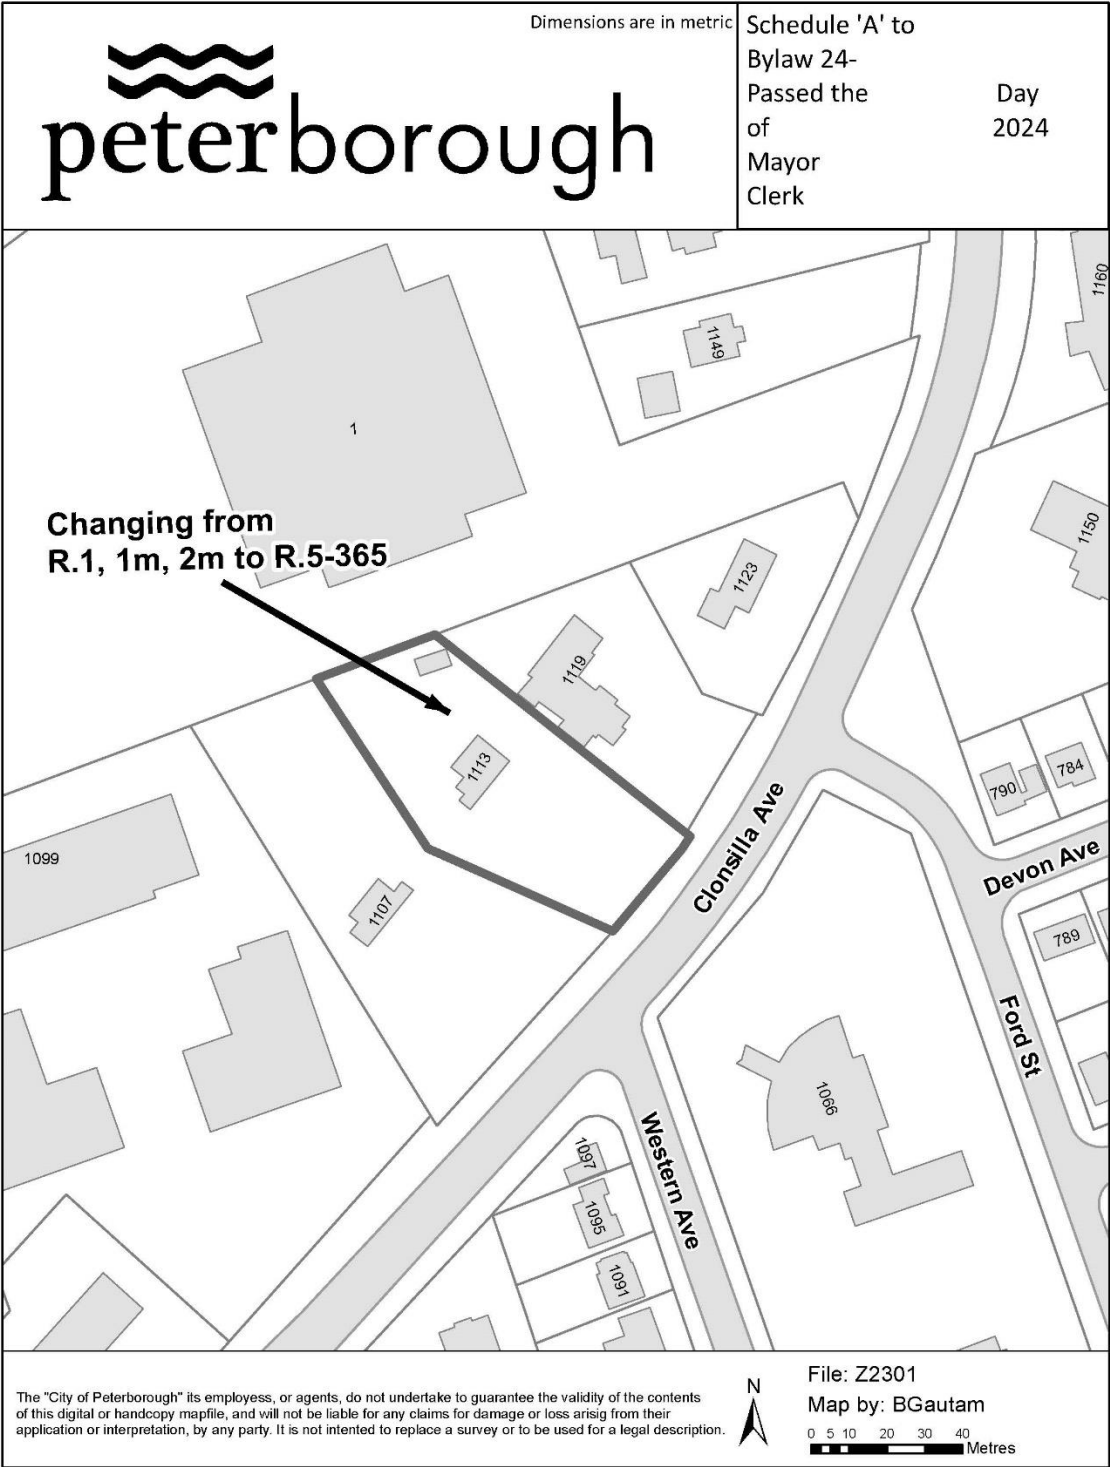 Dimensions are in metric
peterborough
Schedule 'A' to
Bylaw 24-
Passed the Day
of 2024
Mayor
Clerk
1160
1149
1
1150
Changing from
R.1, 1m, 2m to R.5-365
1123
1119
1113
784
790
Clonsilla Ave
Devon Ave
1099
1107
789
Ford St
1066
Western Ave
1097
1095
1091
The "City of Peterborough" its employess, or agents, do not undertake to guarantee the validity of the contents
of this digital or handcopy mapfile, and will not be liable for any claims for damage or loss arisig from their
application or interpretation, by any party. It is not intended to replace a survey or to be used for a legal description.
N
File: Z2301
Map by: BGautam
0 5 10 20 30 40
Metres